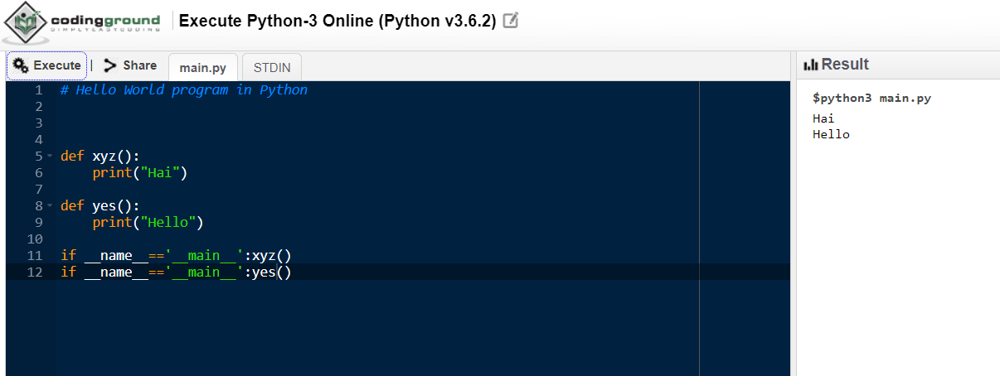 codingground
SIMPLYEASYCODING
Execute Python-3 Online (Python v3.6.2)
Execute | Share main.py STDIN
Result
1 # Hello World program in Python
2
3
4
5 def xyz():
6     print("Hai")
7
8 def yes():
9     print("Hello")
10
11 if __name__=='__main__':xyz()
12 if __name__=='__main__':yes()
$python3 main.py
Hai
Hello